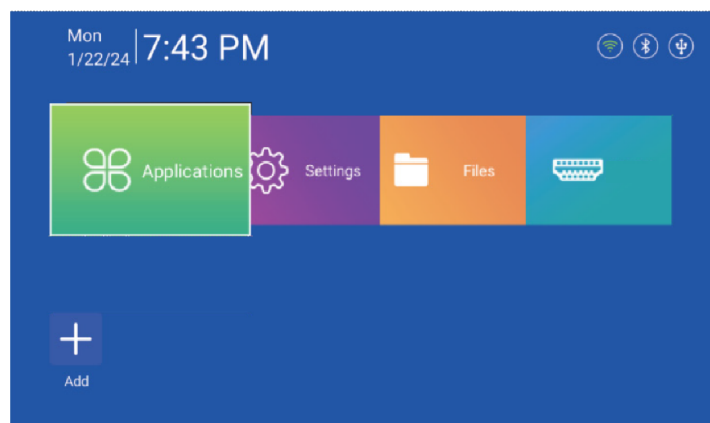 Mon
1/22/24
7:43 PM
Applications
Settings
Files
Add